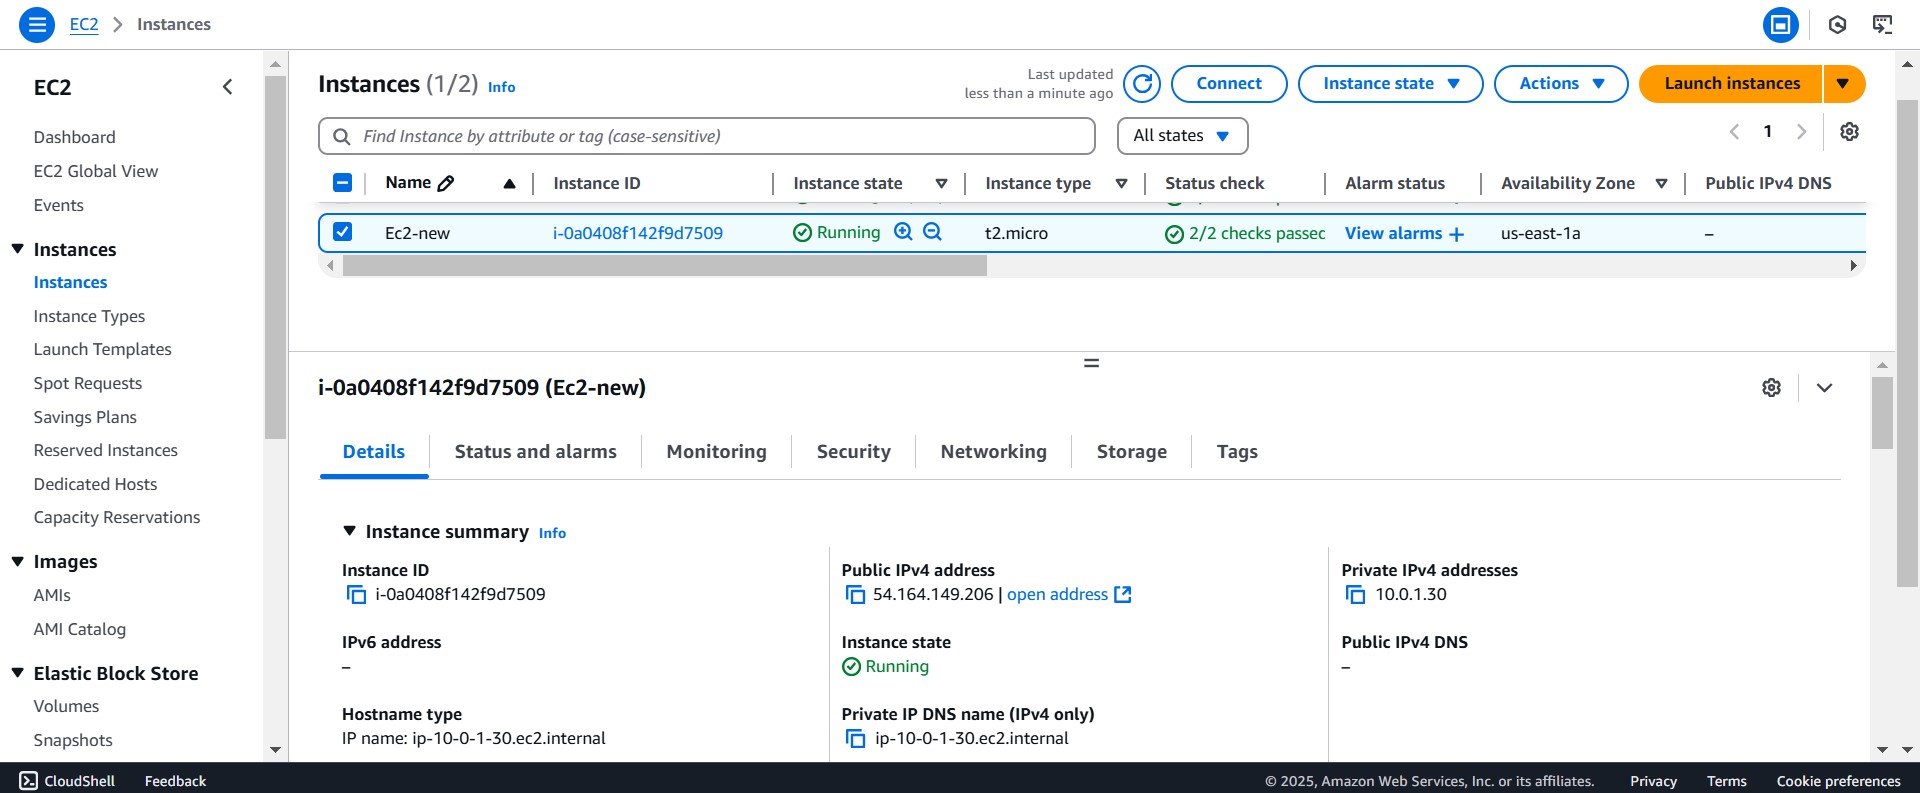 EC2 > Instances
EC2
Dashboard
EC2 Global View
Events
Instances
Instances
Instance Types
Launch Templates
Spot Requests
Savings Plans
Reserved Instances
Dedicated Hosts
Capacity Reservations
Images
AMIs
AMI Catalog
Elastic Block Store
Volumes
Snapshots
Instances (1/2) Info
Last updated
less than a minute ago
Connect
Instance state
Actions
Launch instances
Find Instance by attribute or tag (case-sensitive)
All states
1
Name Instance ID Instance state Instance type Status check Alarm status Availability Zone Public IPv4 DNS
Ec2-new i-0a0408f142f9d7509 Running t2.micro 2/2 checks passec View alarms + us-east-1a –
i-0a0408f142f9d7509 (Ec2-new)
Details Status and alarms Monitoring Security Networking Storage Tags
Instance summary Info
Instance ID
i-0a0408f142f9d7509
Public IPv4 address
54.164.149.206 | open address
Private IPv4 addresses
10.0.1.30
IPv6 address
–
Instance state
Running
Public IPv4 DNS
–
Hostname type
IP name: ip-10-0-1-30.ec2.internal
Private IP DNS name (IPv4 only)
ip-10-0-1-30.ec2.internal
CloudShell Feedback © 2025, Amazon Web Services, Inc. or its affiliates. Privacy Terms Cookie preferences